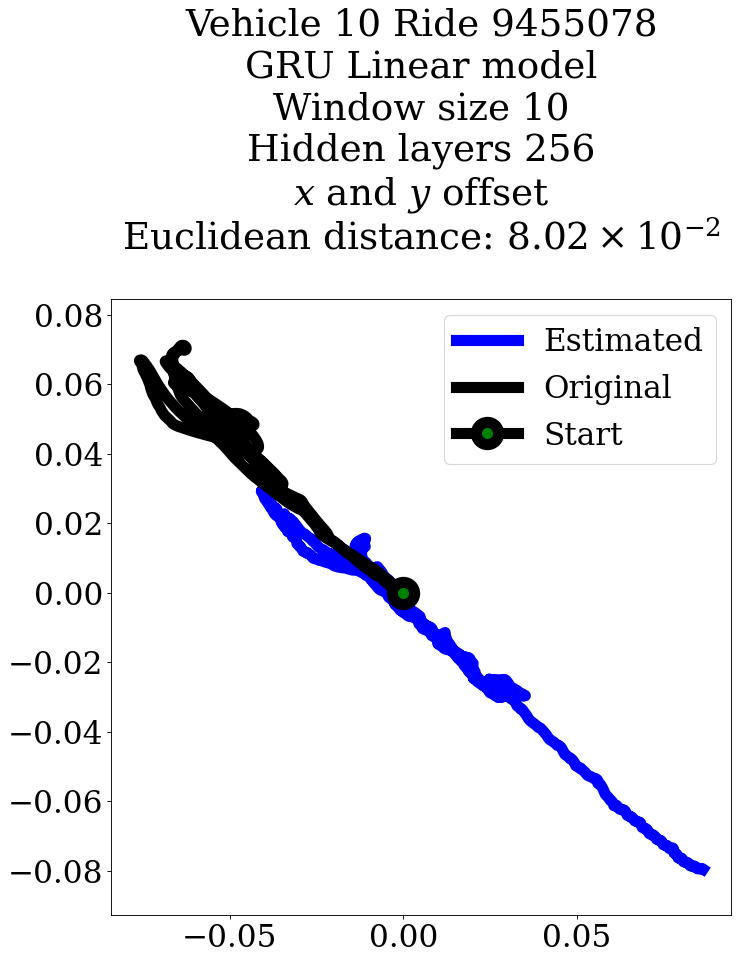 Vehicle 10 Ride 9455078
GRU Linear model
Window size 10
Hidden layers 256
x and y offset
Euclidean distance: 8.02 × 10⁻²
Estimated
Original
Start
0.08
0.06
0.04
0.02
0.00
−0.02
−0.04
−0.06
−0.08
−0.05
0.00
0.05